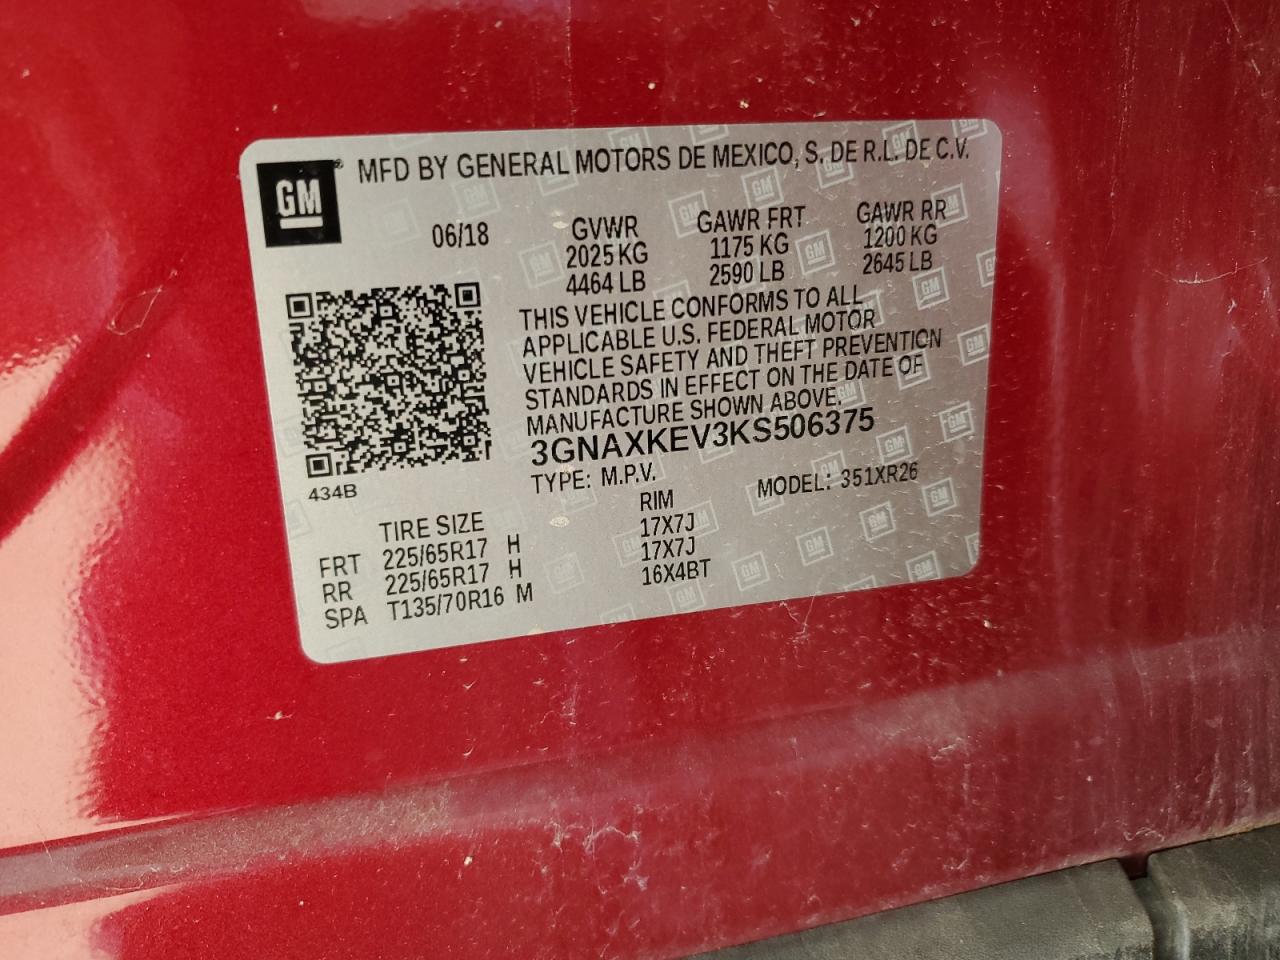 GM® MFD BY GENERAL MOTORS DE MEXICO, S. DE R.L. DE C.V.
06/18 GVWR GAWR FRT GAWR RR
2025 KG 1175 KG 1200 KG
4464 LB 2590 LB 2645 LB
THIS VEHICLE CONFORMS TO ALL
APPLICABLE U.S. FEDERAL MOTOR
VEHICLE SAFETY AND THEFT PREVENTION
STANDARDS IN EFFECT ON THE DATE OF
MANUFACTURE SHOWN ABOVE.
3GNAXKEV3KS506375
TYPE: M.P.V. MODEL: 351XR26
434B
TIRE SIZE RIM
FRT 225/65R17 H 17X7J
RR 225/65R17 H 17X7J
SPA T135/70R16 M 16X4BT